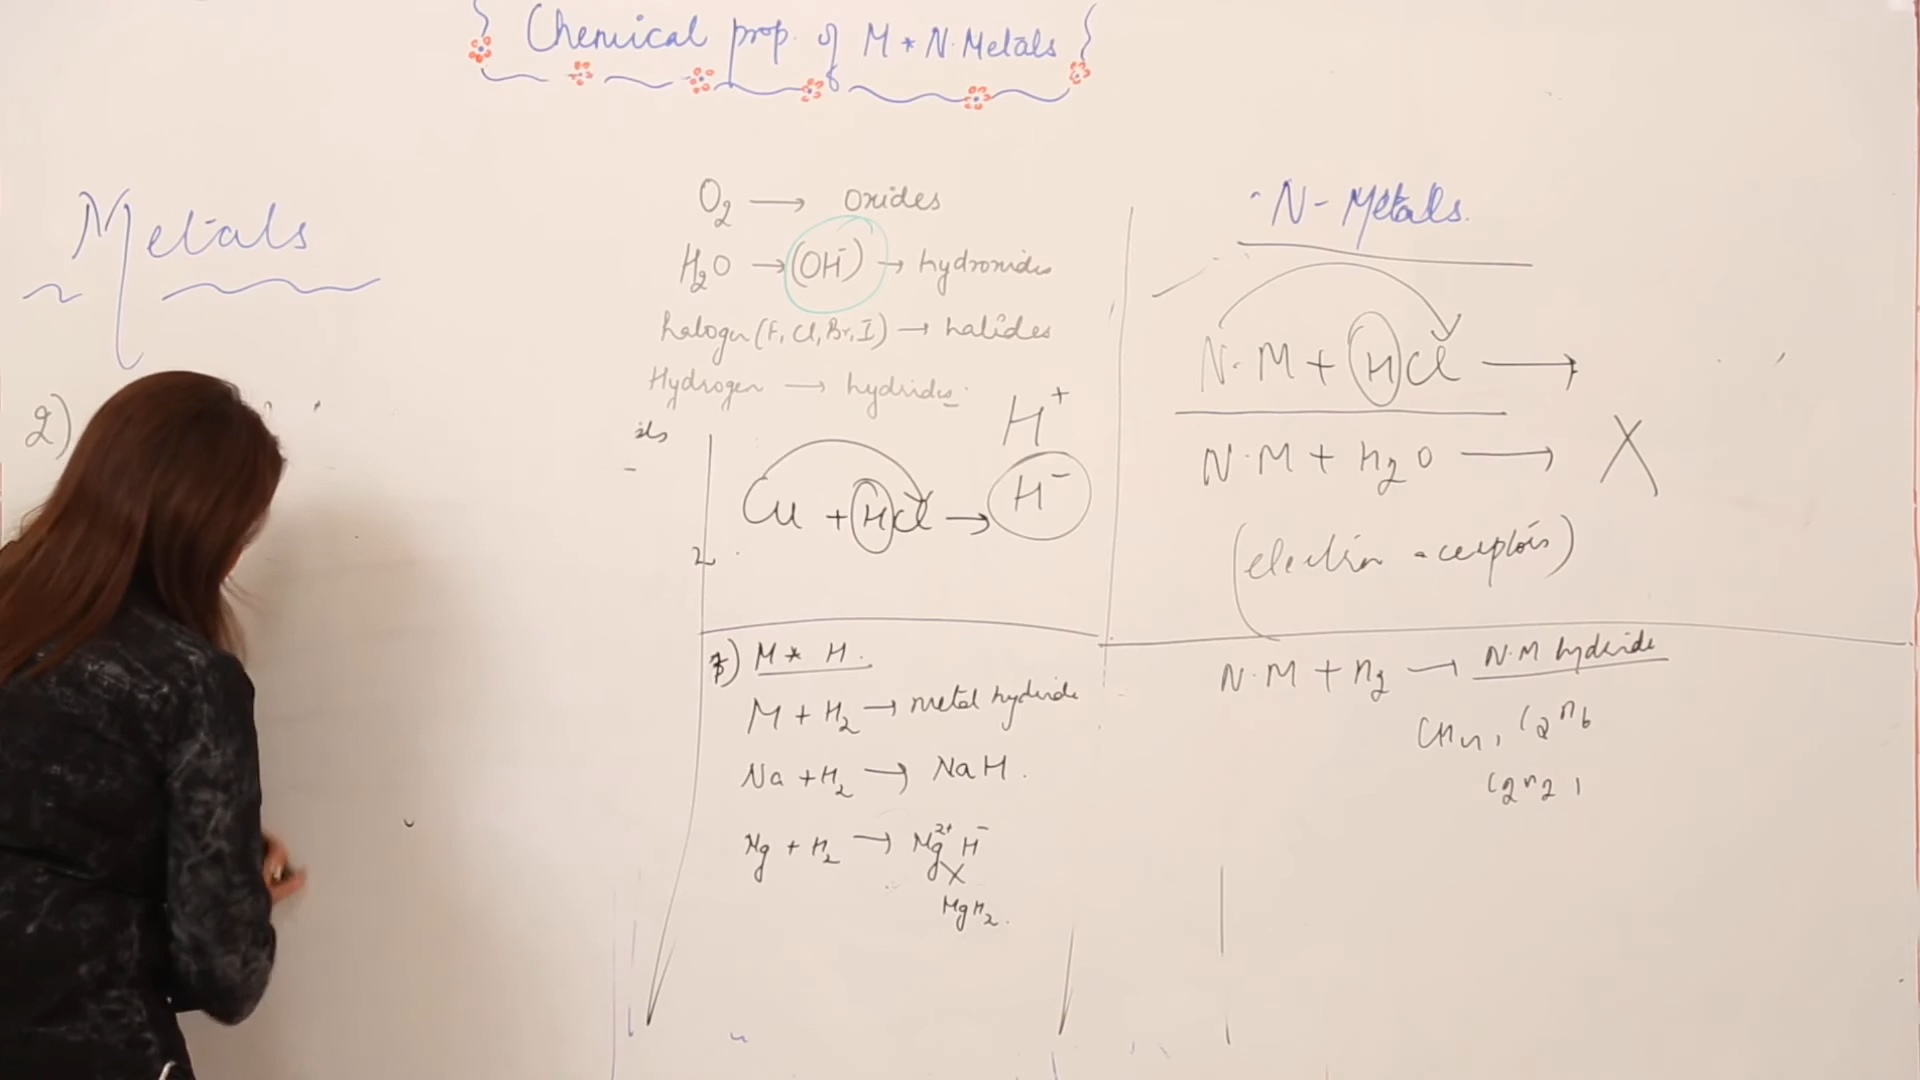 Chemical prop. of M * N.Metals
Metals
2)
O2 → oxides
H2O → (OH⁻) → hydroxides
halogen (F, Cl, Br, I) → halides
Hydrogen → hydrides
H⁺
Cu + HCl → H⁻
7) M * H.
M + H2 → metal hydride
Na + H2 → NaH.
Mg + H2 → Mg²⁺ H⁻
MgH2.
N-Metals.
N.M + HCl →
N.M + H2O → X
(electron acceptors)
N.M + H2 → N.M hydride
CH4, C2H6
C2H2,